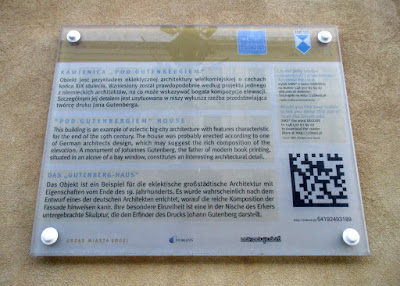 KAMIENICA „POD GUTENBERGIEM"
Obiekt jest przykładem eklektycznej architektury wielkomiejskiej o cechach
końca XIX stulecia. Wzniesiony został prawdopodobnie według projektu jednego
z niemieckich architektów, na co może wskazywać bogata kompozycja elewacji.
Szczególnym jej detalem jest usytuowana w niszy wykusza rzeźba przedstawiająca
twórcę druku Jana Gutenberga.
"POD GUTENBERGIEM" HOUSE
This building is an example of eclectic big-city architecture with features characteristic
for the end of the 19th century. The house was probably erected according to one
of German architects design, which may suggest the rich composition of the
elevation. A monument of Johannes Gutenberg, the father of modern book printing,
situated in an alcove of a bay window, constitutes an interesting architectural detail.
DAS „GUTENBERG-HAUS"
Das Objekt ist ein Beispiel für die eklektische großstädtische Architektur mit
Eigenschaften vom Ende des 19. Jahrhunderts. Es wurde wahrscheinlich nach dem
Entwurf eines der deutschen Architekten errichtet, worauf die reiche Komposition der
Fassade hinweisen kann. Ihre besondere Einzelheit ist eine in der Nische des Erkers
untergebrachte Skulptur, die den Erfinder des Drucks Johann Gutenberg darstellt.
URZĄD MIASTA ŁODZI
04192403189